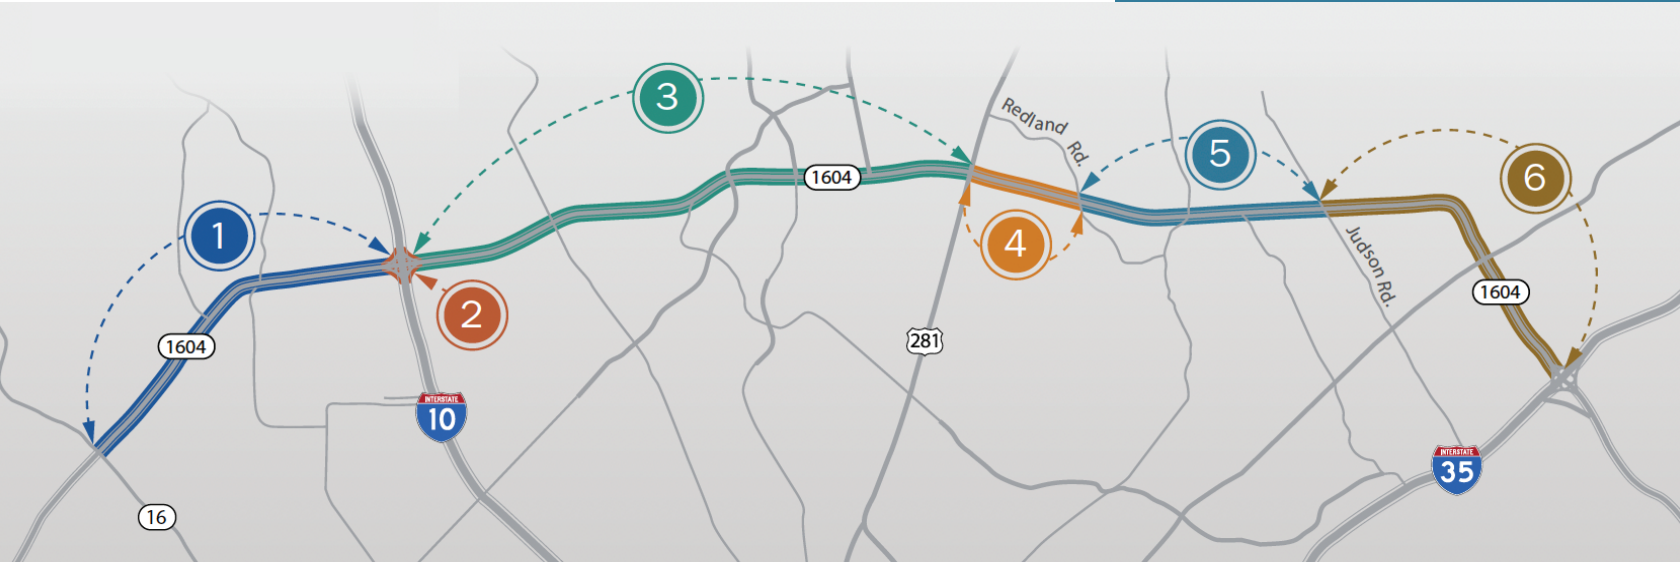 3
Redland
Rd.
5
6
1604
1
4
Judson Rd.
1604
2
281
1604
INTERSTATE
10
INTERSTATE
35
16